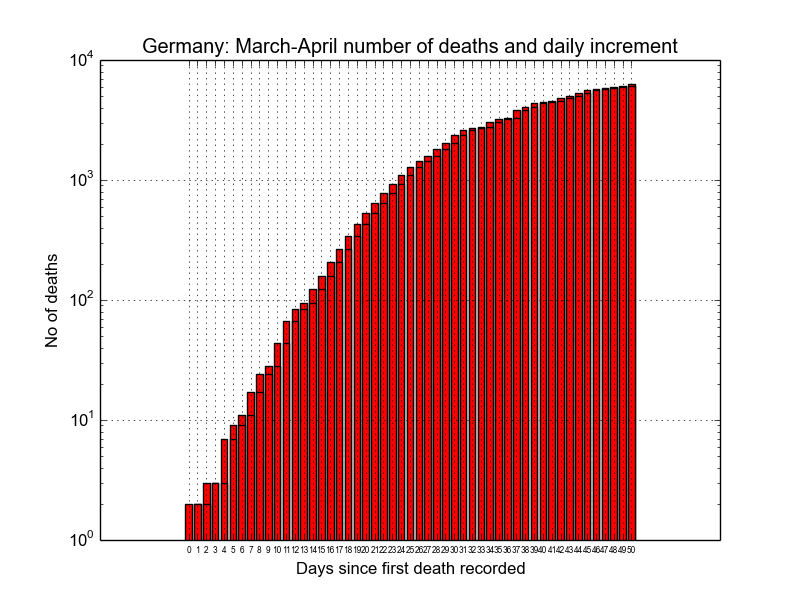 Germany: March-April number of deaths and daily increment
10^4
10^3
10^2
10^1
10^0
No of deaths
0 1 2 3 4 5 6 7 8 9 10 11 12 13 14 15 16 17 18 19 20 21 22 23 24 25 26 27 28 29 30 31 32 33 34 35 36 37 38 39 40 41 42 43 44 45 46 47 48 49 50
Days since first death recorded